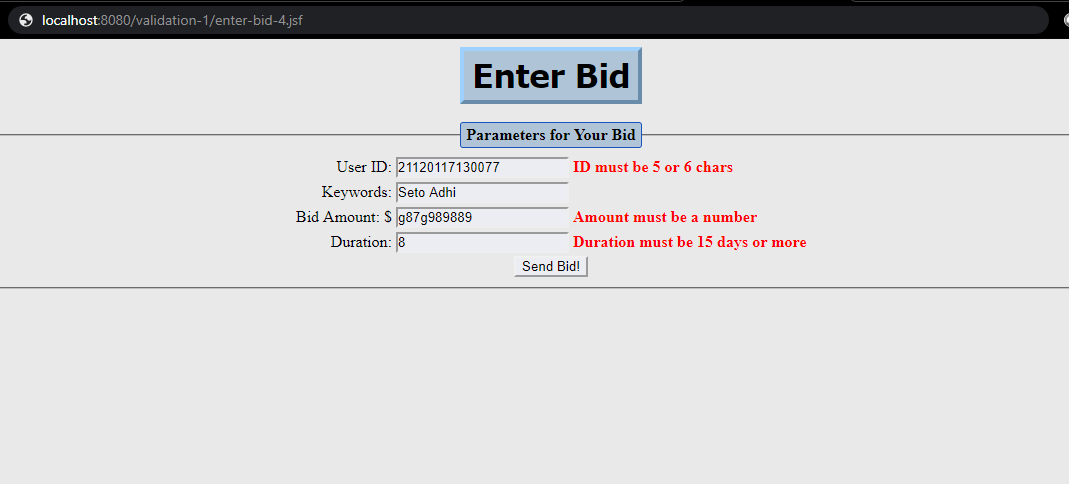 localhost:8080/validation-1/enter-bid-4.jsf
Enter Bid
Parameters for Your Bid
User ID: 21120117130077 ID must be 5 or 6 chars
Keywords: Seto Adhi
Bid Amount: $ g87g989889 Amount must be a number
Duration: 8 Duration must be 15 days or more
Send Bid!